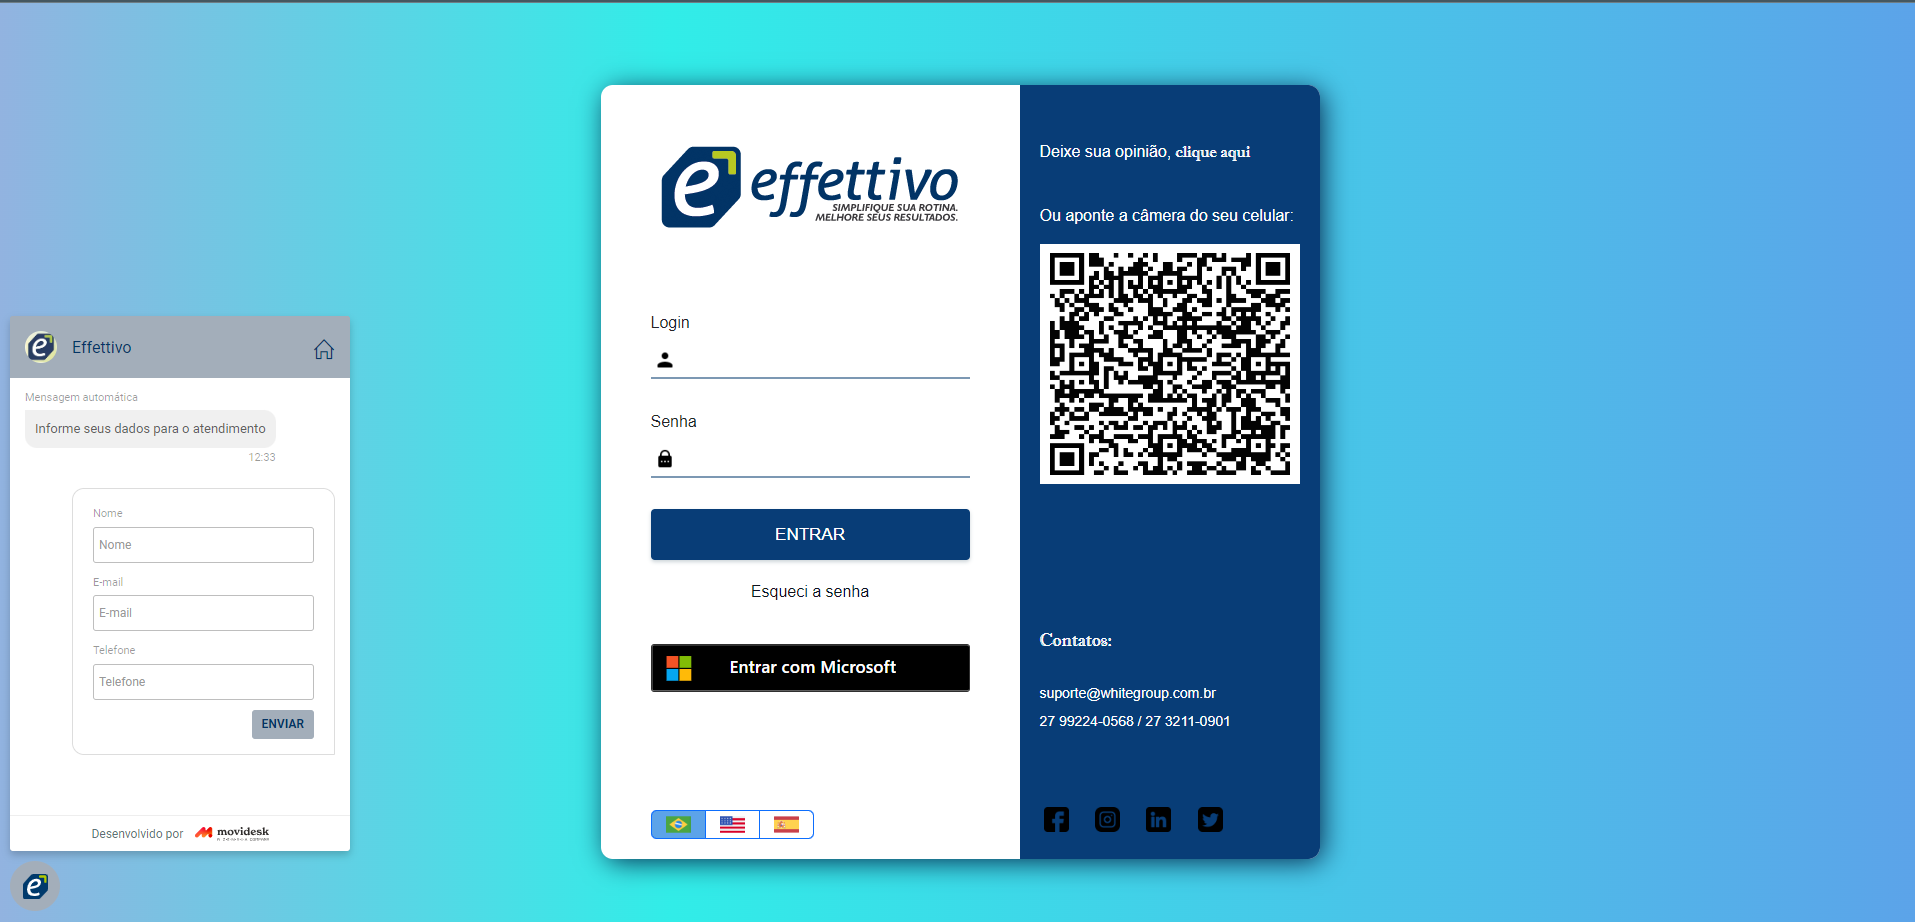 effettivo
SIMPLIFIQUE SUA ROTINA.
MELHORE SEUS RESULTADOS.
Login
Senha
ENTRAR
Esqueci a senha
Entrar com Microsoft
Deixe sua opinião, clique aqui
Ou aponte a câmera do seu celular:
Contatos:
suporte@whitegroup.com.br
27 99224-0568 / 27 3211-0901
Effettivo
Mensagem automática
Informe seus dados para o atendimento
12:33
Nome
Nome
E-mail
E-mail
Telefone
Telefone
ENVIAR
Desenvolvido por movidesk